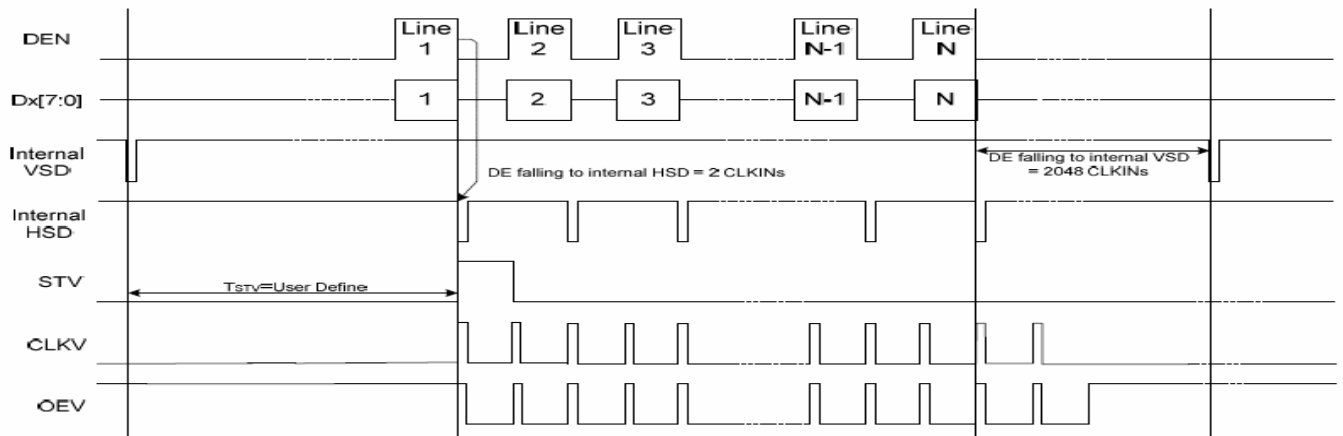 DEN
Line 1
Line 2
Line 3
Line N-1
Line N
Dx[7:0]
1
2
3
N-1
N
Internal VSD
DE falling to internal HSD = 2 CLKINs
DE falling to internal VSD
= 2048 CLKINs
Internal HSD
STV
TSTV=User Define
CLKV
OEV